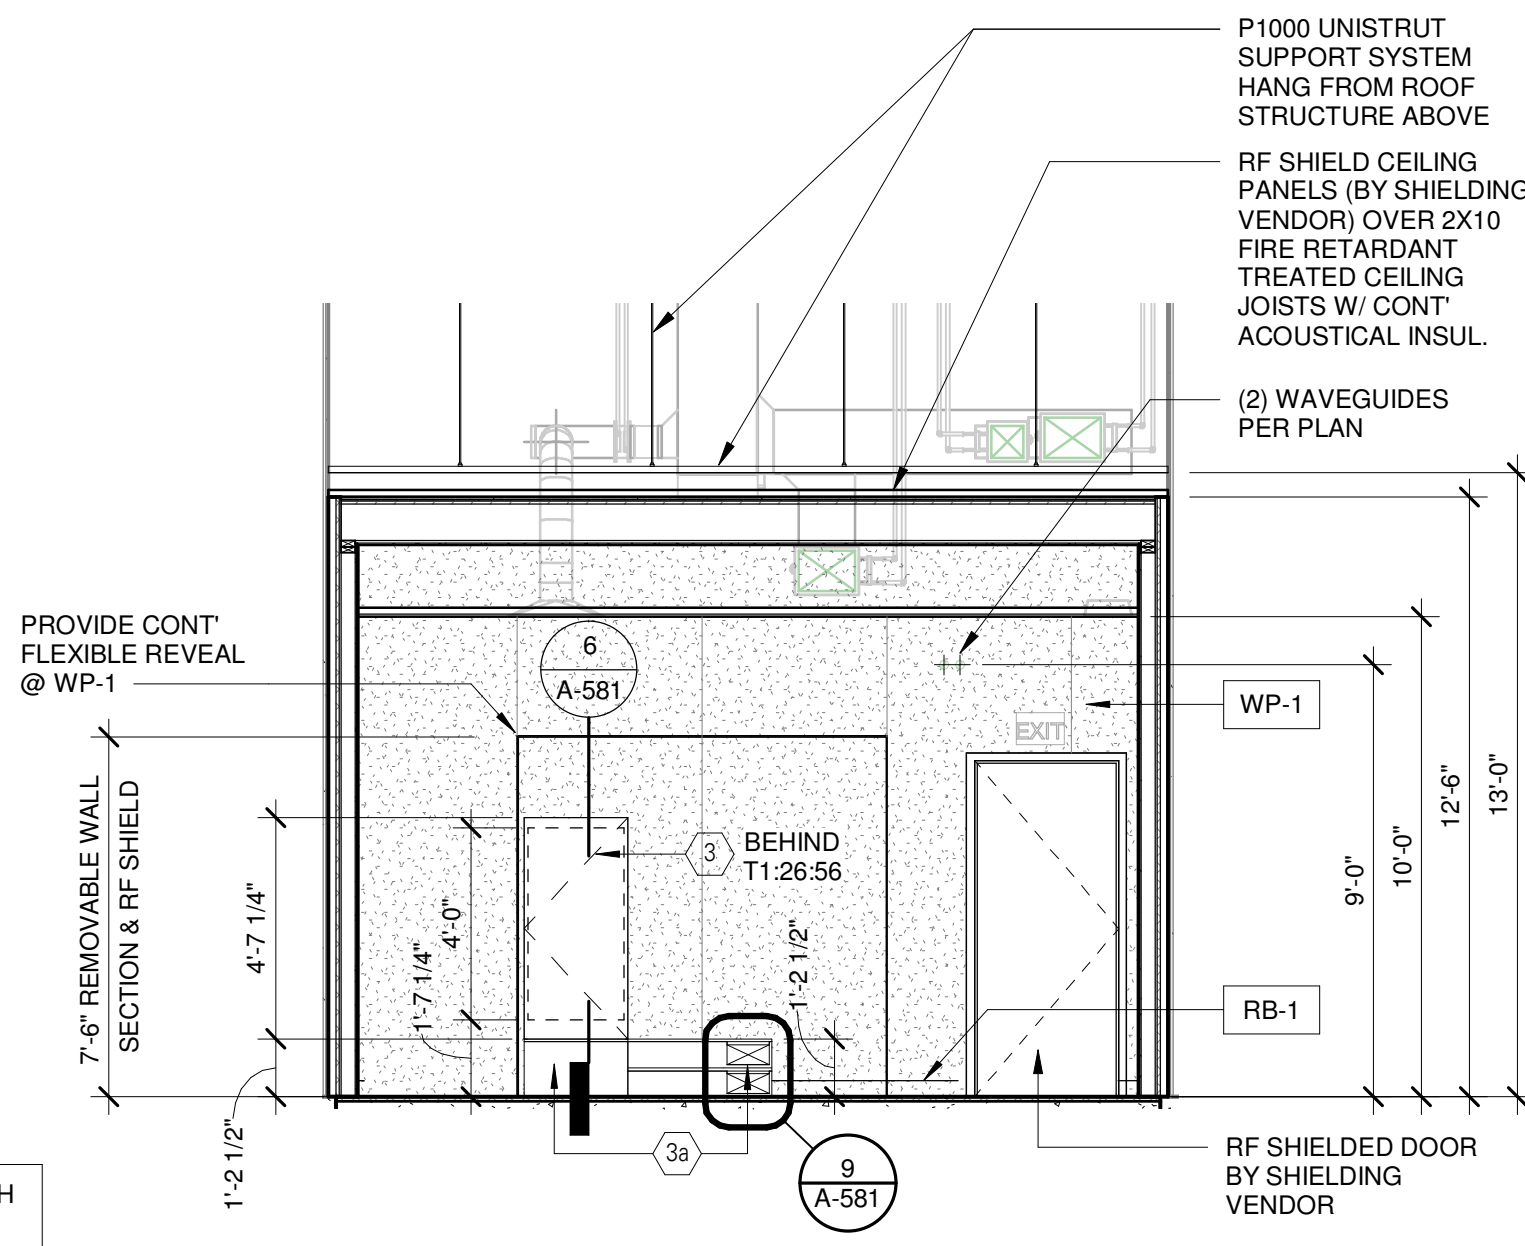 P1000 UNISTRUT
SUPPORT SYSTEM
HANG FROM ROOF
STRUCTURE ABOVE
RF SHIELD CEILING
PANELS (BY SHIELDING
VENDOR) OVER 2X10
FIRE RETARDANT
TREATED CEILING
JOISTS W/ CONT'
ACOUSTICAL INSUL.
(2) WAVEGUIDES
PER PLAN
PROVIDE CONT'
FLEXIBLE REVEAL
@ WP-1
6
A-581
WP-1
EXIT
7'-6" REMOVABLE WALL
SECTION & RF SHIELD
4'-7 1/4"
1'-2 1/2"
4'-0"
1'-7 1/4"
3
BEHIND
T1:26:56
1'-2 1/2"
9'-0"
10'-0"
12'-6"
13'-0"
RB-1
3a
9
A-581
RF SHIELDED DOOR
BY SHIELDING
VENDOR
H